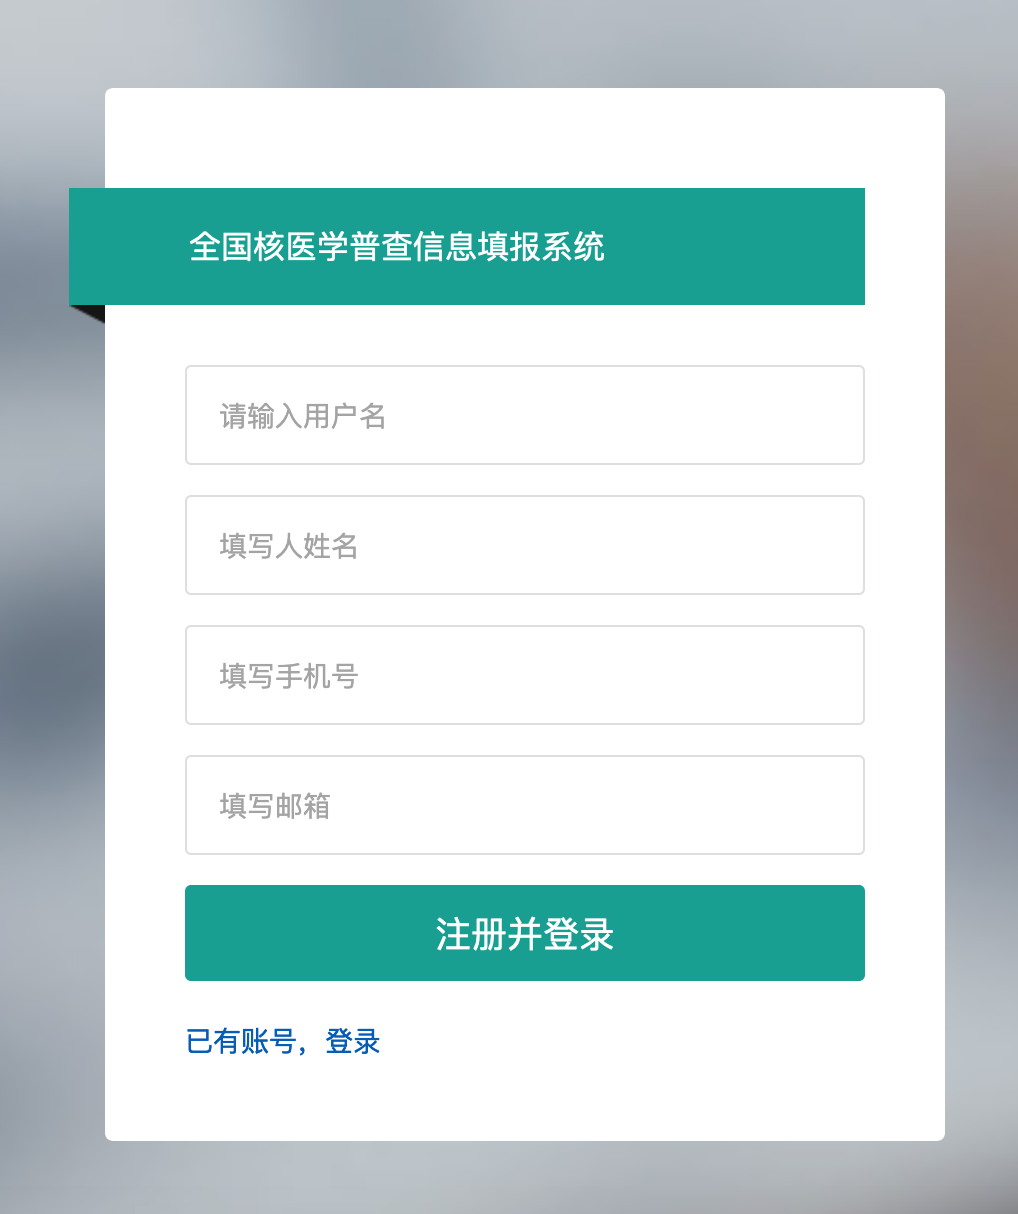 全国核医学普查信息填报系统
请输入用户名
填写人姓名
填写手机号
填写邮箱
注册并登录
已有账号，登录